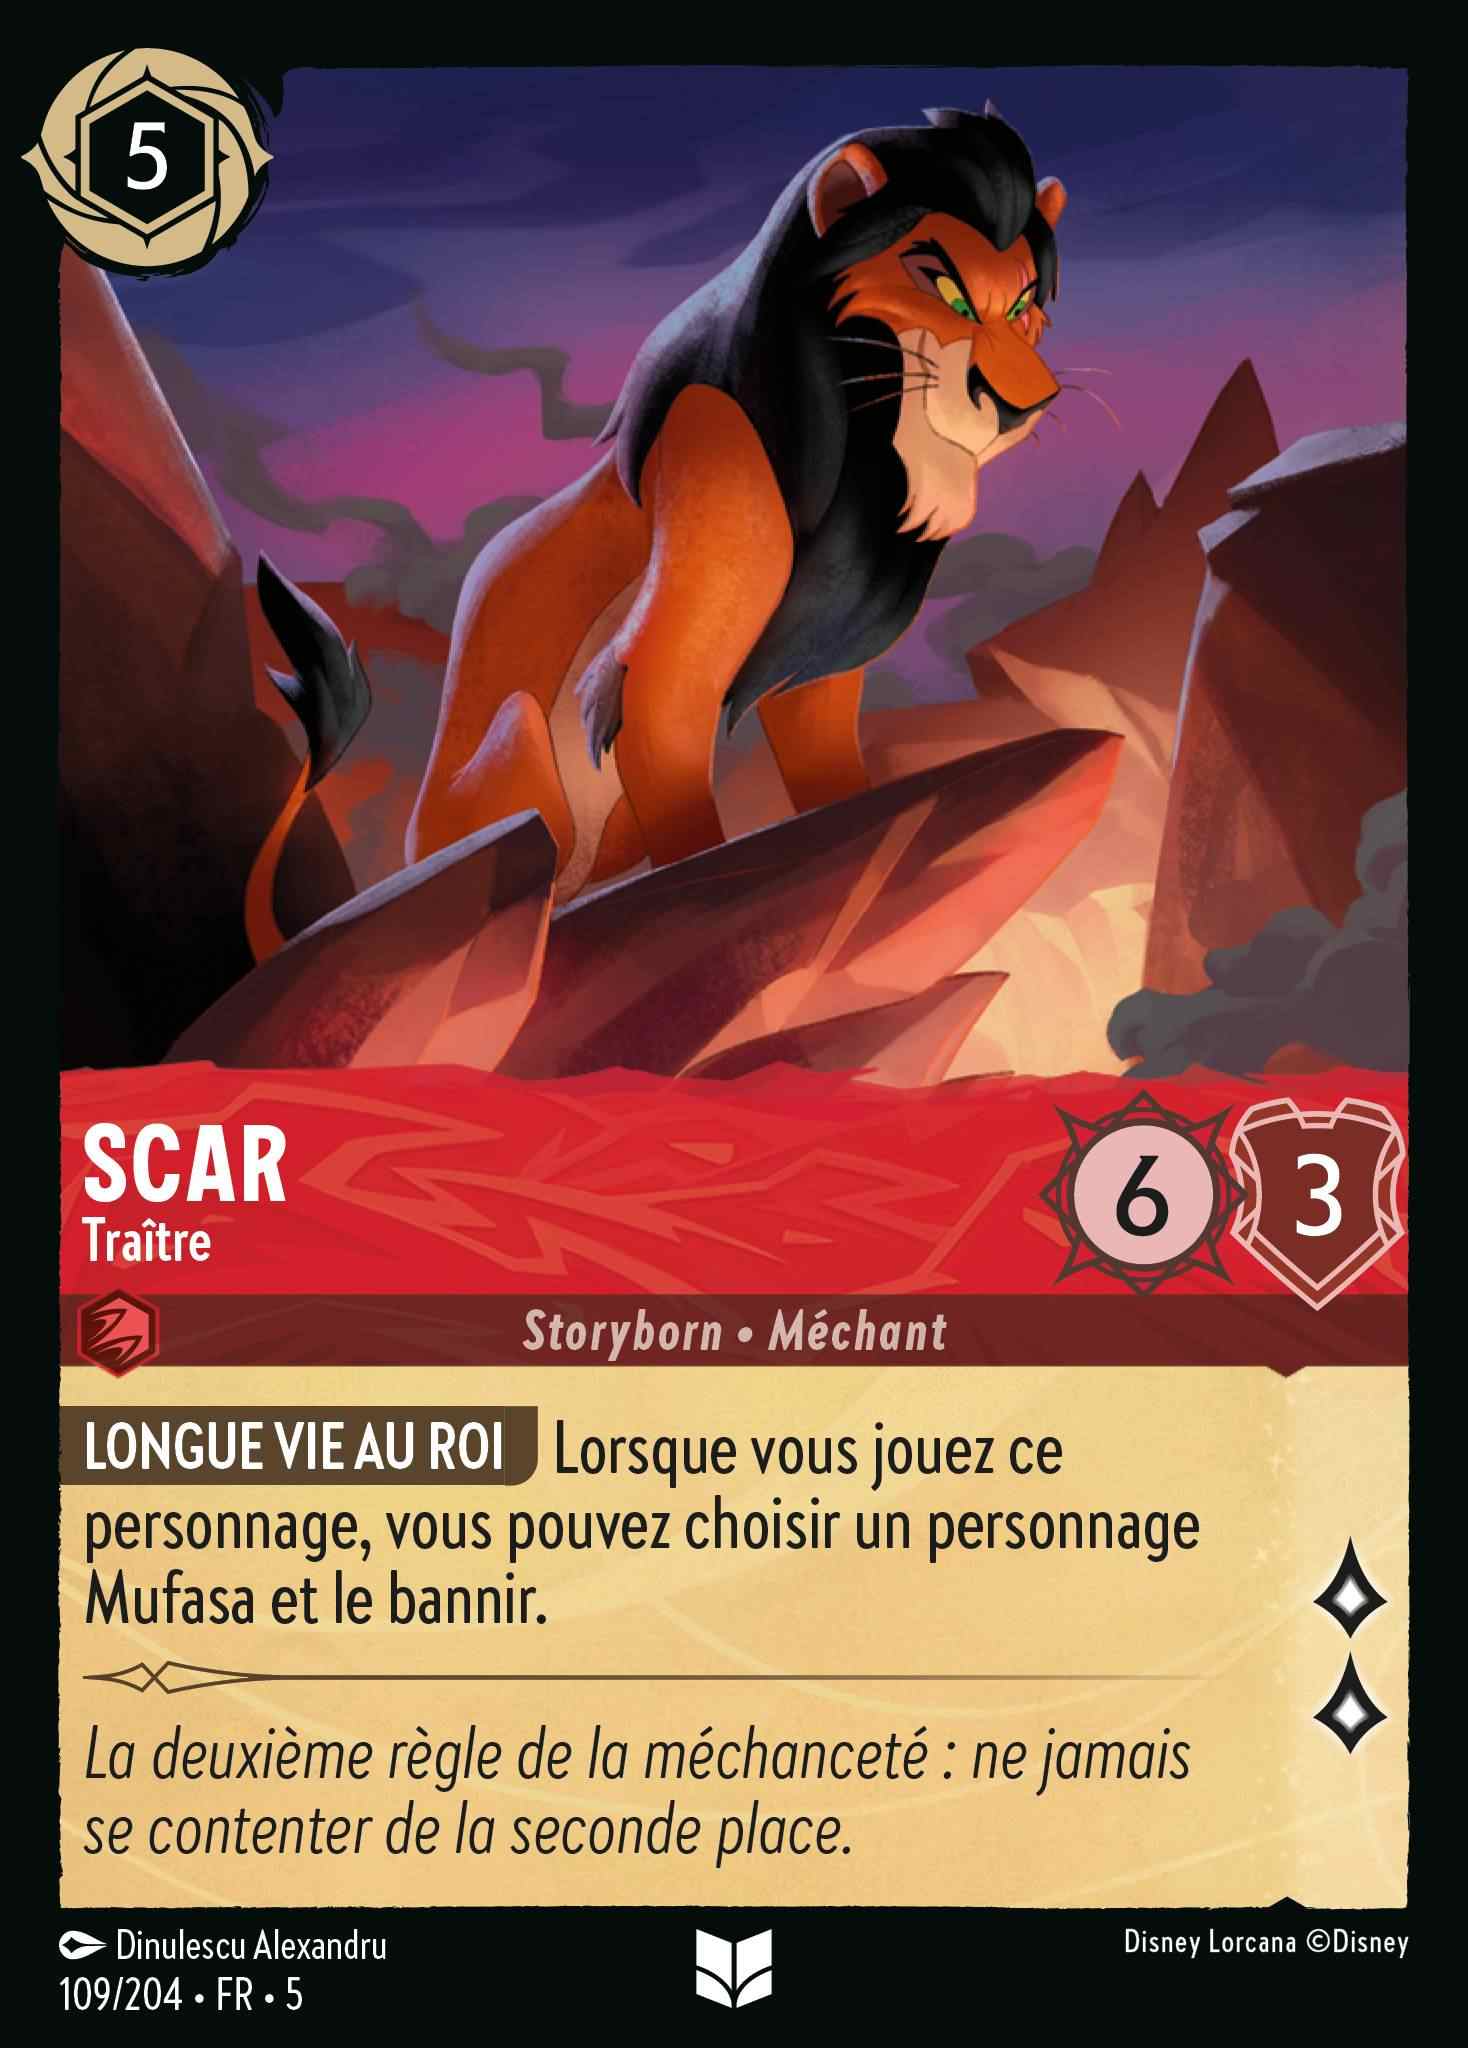 5
SCAR
Traître
6
3
Storyborn • Méchant
LONGUE VIE AU ROI Lorsque vous jouez ce
personnage, vous pouvez choisir un personnage
Mufasa et le bannir.
La deuxième règle de la méchanceté : ne jamais
se contenter de la seconde place.
Dinulescu Alexandru
Disney Lorcana ©Disney
109/204 • FR • 5